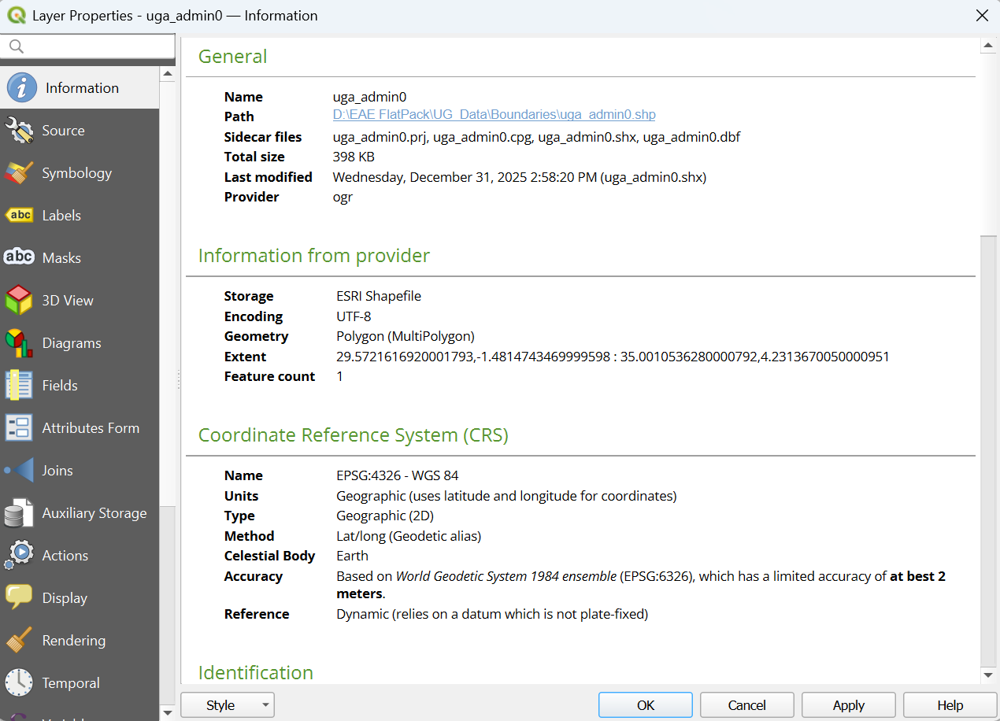 Layer Properties - uga_admin0 — Information
Information
Source
Symbology
Labels
abc
Masks
abc
3D View
Diagrams
Fields
Attributes Form
Joins
Auxiliary Storage
Actions
Display
Rendering
Temporal
General
Name uga_admin0
Path D:\EAE FlatPack\UG_Data\Boundaries\uga_admin0.shp
Sidecar files uga_admin0.prj, uga_admin0.cpg, uga_admin0.shx, uga_admin0.dbf
Total size 398 KB
Last modified Wednesday, December 31, 2025 2:58:20 PM (uga_admin0.shx)
Provider ogr
Information from provider
Storage ESRI Shapefile
Encoding UTF-8
Geometry Polygon (MultiPolygon)
Extent 29.5721616920001793,-1.4814743469999598 : 35.0010536280000792,4.2313670050000951
Feature count 1
Coordinate Reference System (CRS)
Name EPSG:4326 - WGS 84
Units Geographic (uses latitude and longitude for coordinates)
Type Geographic (2D)
Method Lat/long (Geodetic alias)
Celestial Body Earth
Accuracy Based on World Geodetic System 1984 ensemble (EPSG:6326), which has a limited accuracy of at best 2
meters.
Reference Dynamic (relies on a datum which is not plate-fixed)
Identification
Style
OK
Cancel
Apply
Help